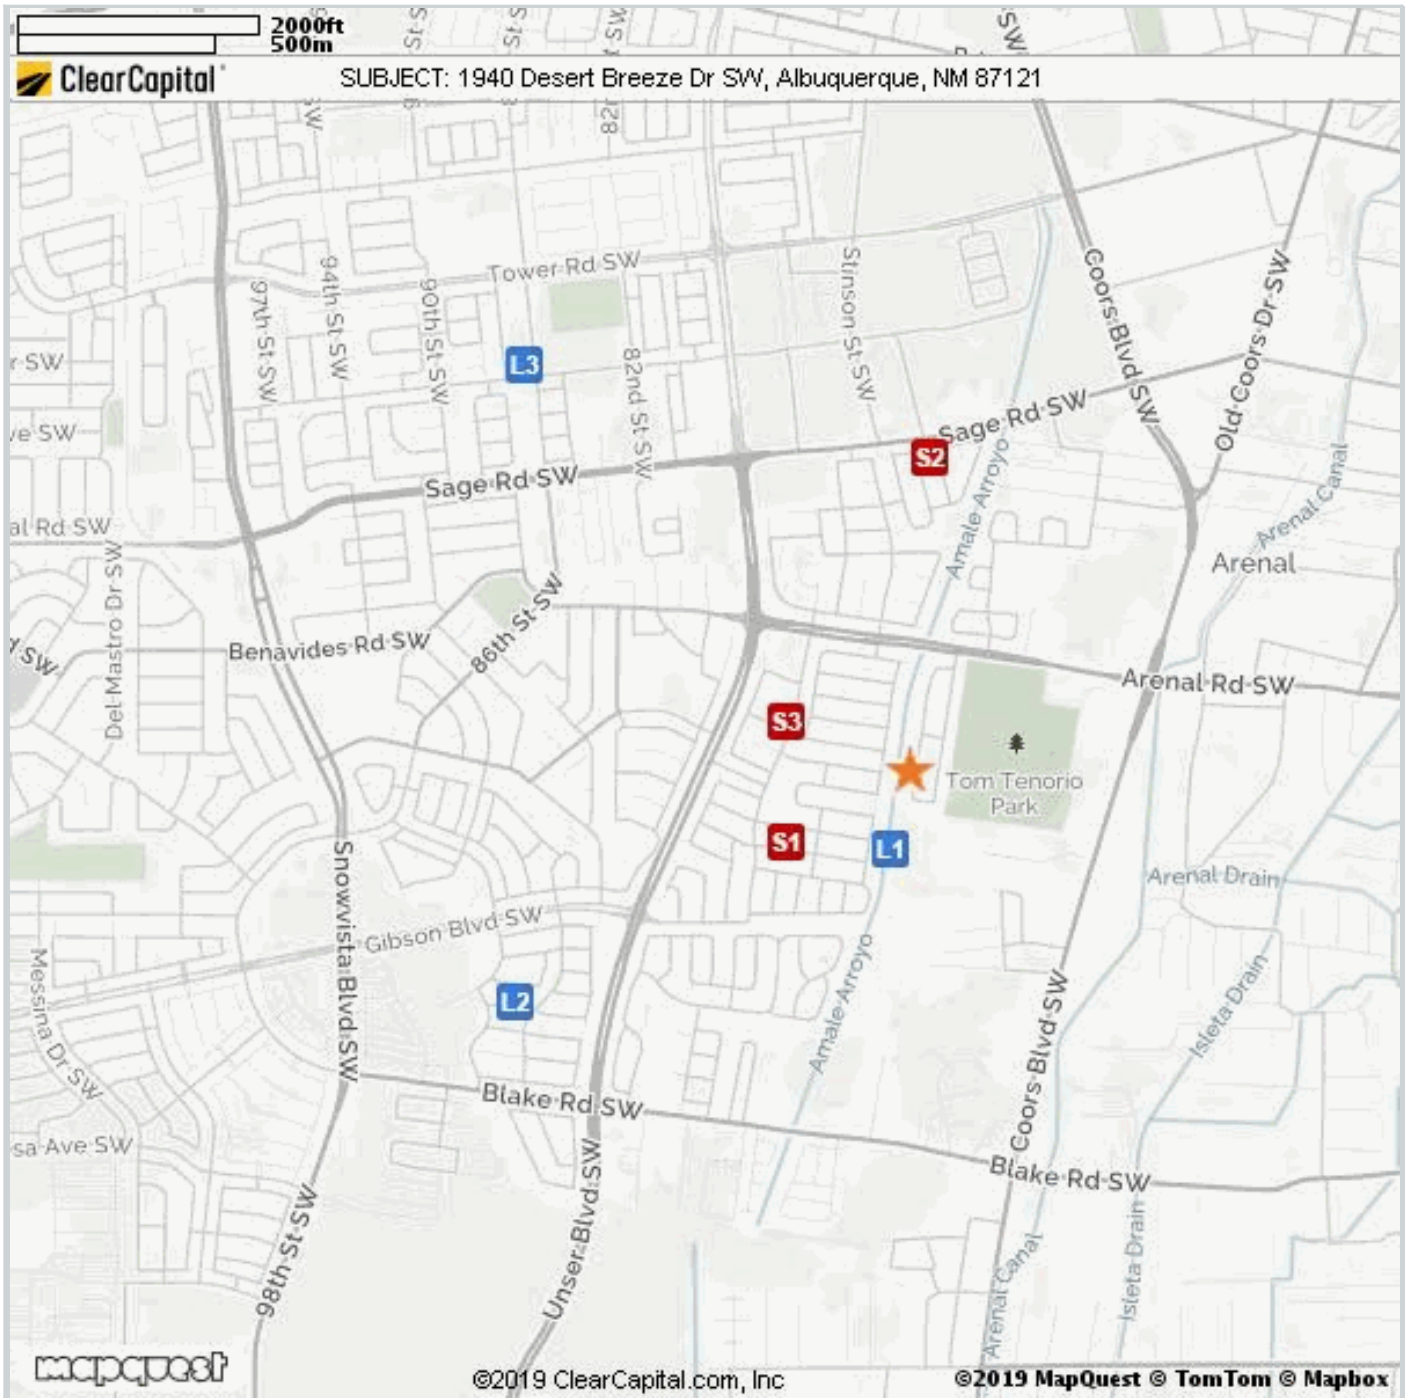 2000ft
500m
ClearCapital
SUBJECT: 1940 Desert Breeze Dr SW, Albuquerque, NM 87121
SW
Tower Rd SW
Stinson St SW
Coors Blvd SW
Old Coors Dr SW
97th St SW
94th St SW
90th St SW
82nd St SW
L3
Sage Rd SW
S2
Sage Rd SW
Amale Arroyo
Arenal Canal
al Rd SW
Arenal
Del Mastro Dr SW
86th St SW
Benavides Rd SW
Arenal Rd SW
S3
Tom Tenorio
Park
S1
L1
Snowvista Blvd SW
Arenal Drain
Gibson Blvd SW
Messina Dr SW
L2
Amale Arroyo
Coors Blvd SW
Isleta Drain
Blake Rd SW
sa Ave SW
Blake Rd SW
98th St SW
Unser Blvd SW
Arenal Canal
Isleta Drain
mapquest
©2019 ClearCapital.com, Inc
©2019 MapQuest © TomTom © Mapbox